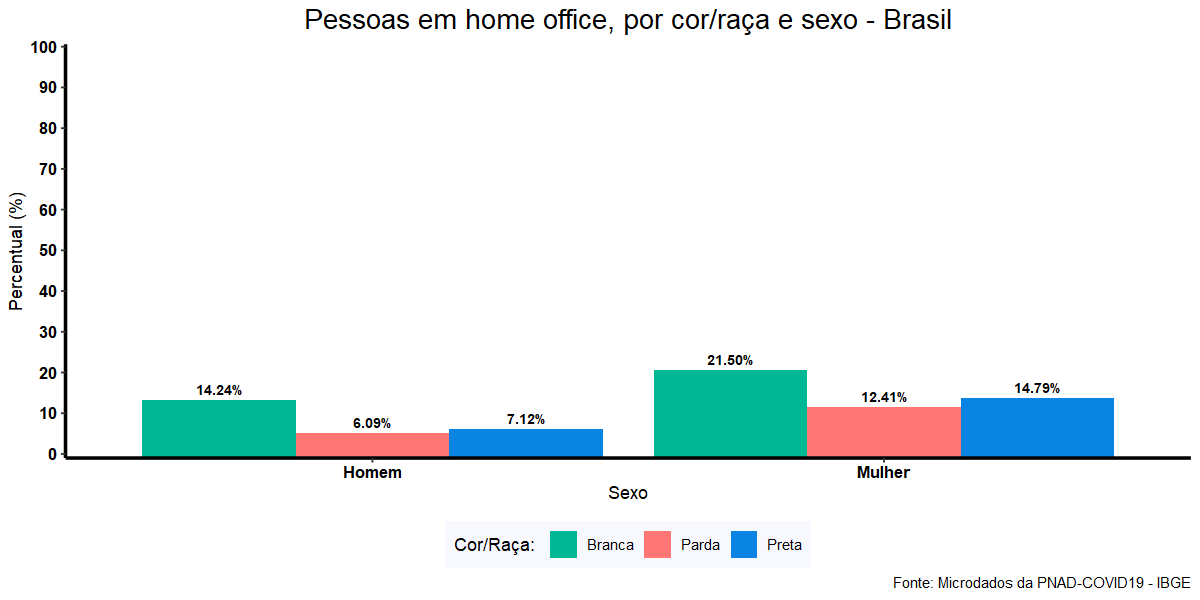 Pessoas em home office, por cor/raça e sexo - Brasil
Percentual (%)
100
90
80
70
60
50
40
30
20
10
0
14.24%
6.09%
7.12%
21.50%
12.41%
14.79%
Homem
Mulher
Sexo
Cor/Raça: Branca Parda Preta
Fonte: Microdados da PNAD-COVID19 - IBGE